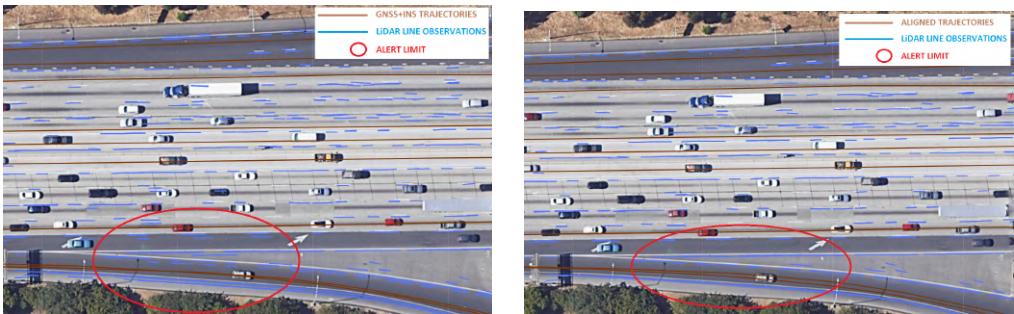 GNSS+INS TRAJECTORIES
LiDAR LINE OBSERVATIONS
ALERT LIMIT
ALIGNED TRAJECTORIES
LiDAR LINE OBSERVATIONS
ALERT LIMIT